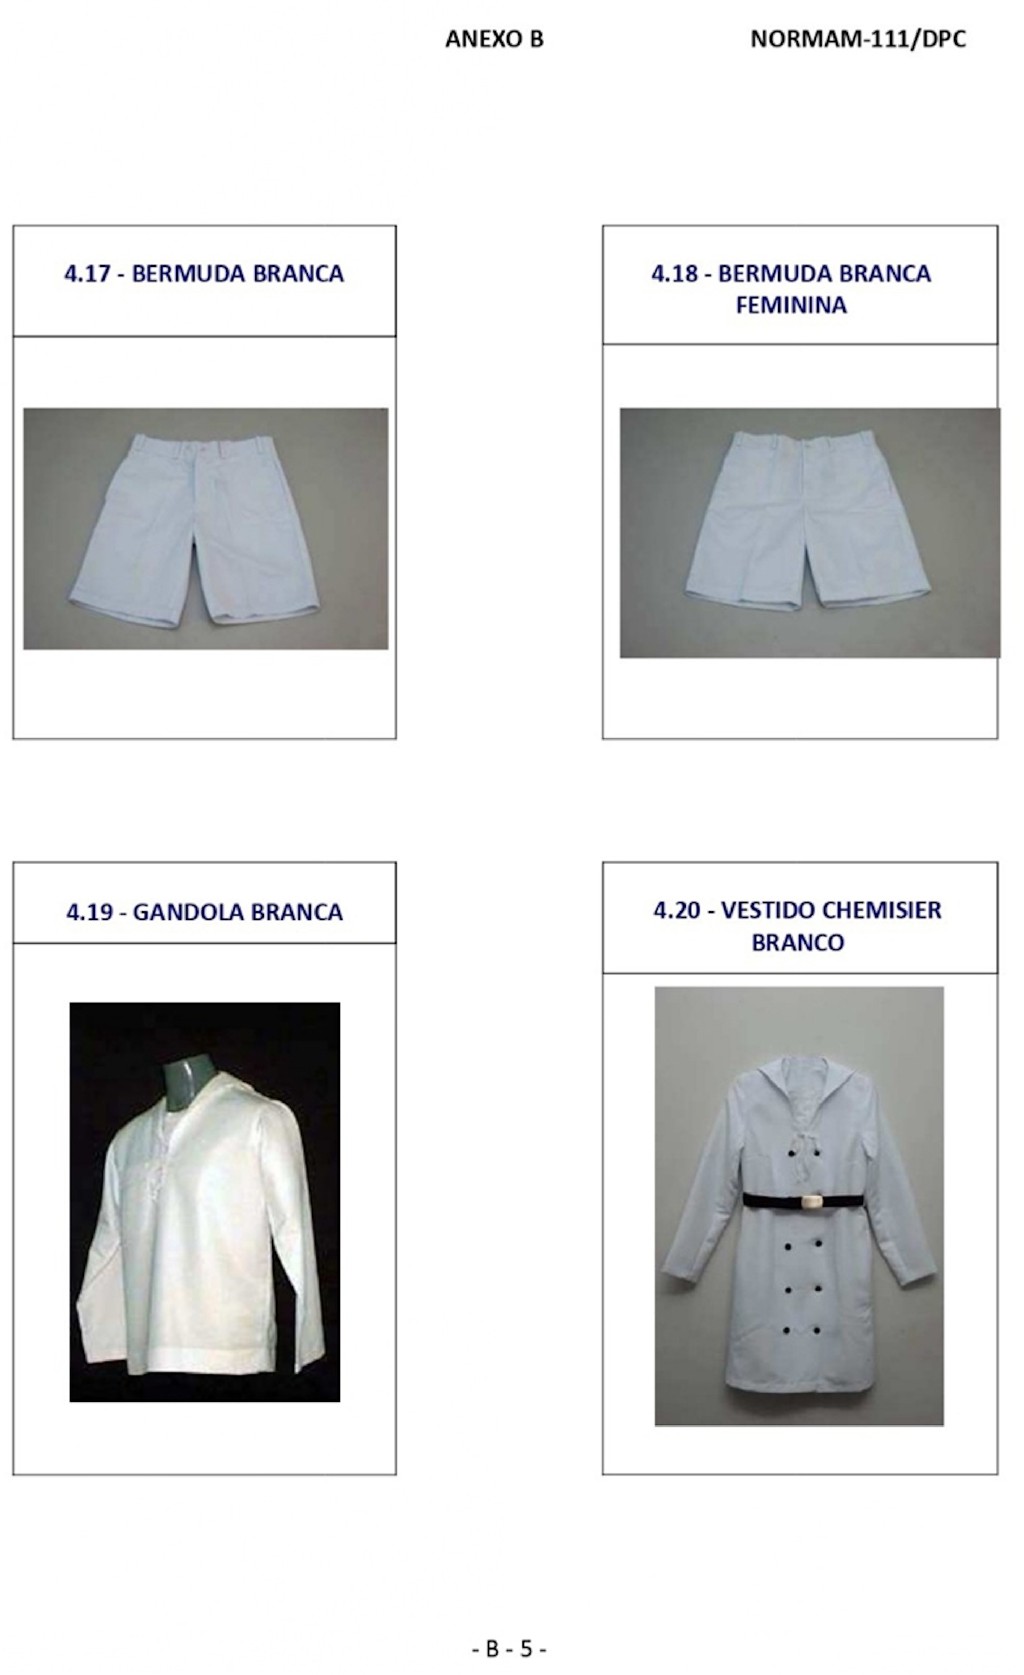 ANEXO B
NORMAM-111/DPC
4.17 - BERMUDA BRANCA
4.18 - BERMUDA BRANCA
FEMININA
4.19 - GANDOLA BRANCA
4.20 - VESTIDO CHEMISIER
BRANCO
- B - 5 -